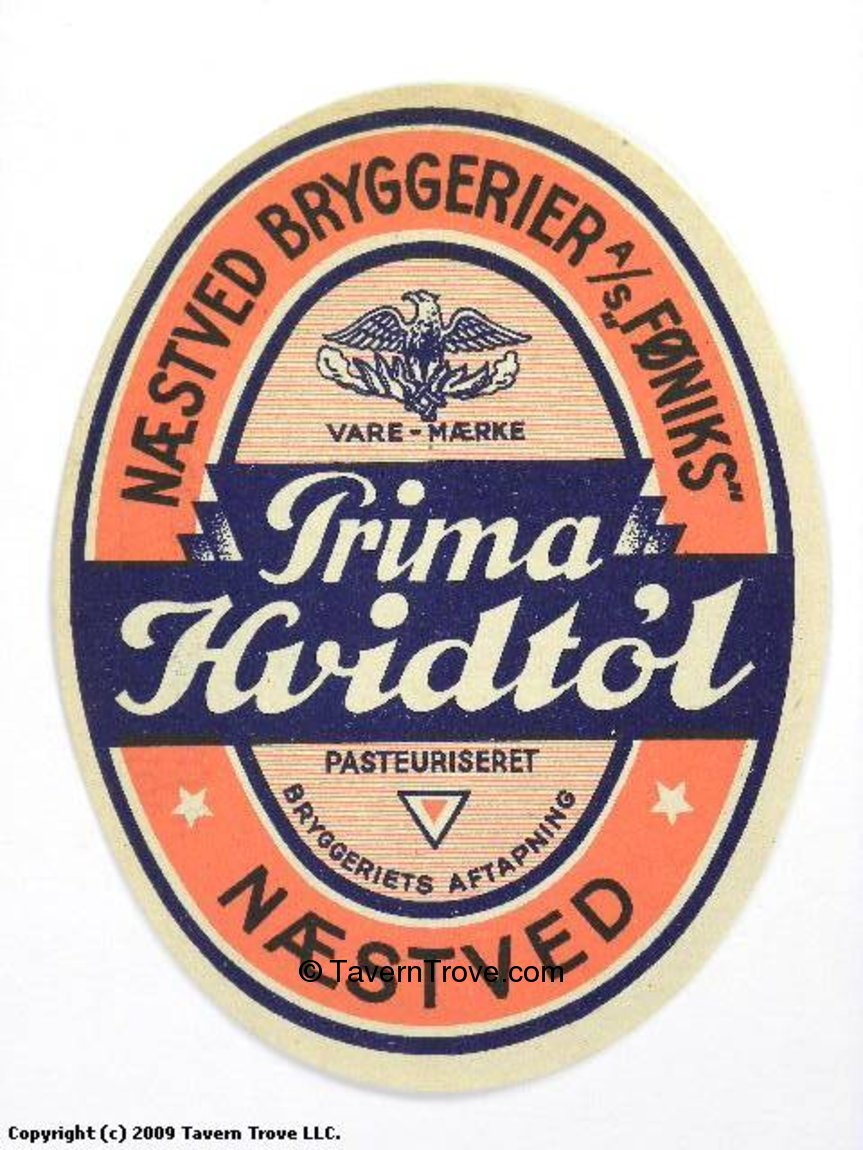 NÆSTVED BRYGGERIER A/S „FØNIKS“
VARE-MÆRKE
Prima
Hvidtøl
PASTEURISERET
BRYGGERIETS AFTAPNING
NÆSTVED
© TavernTrove.com
Copyright (c) 2009 Tavern Trove LLC.